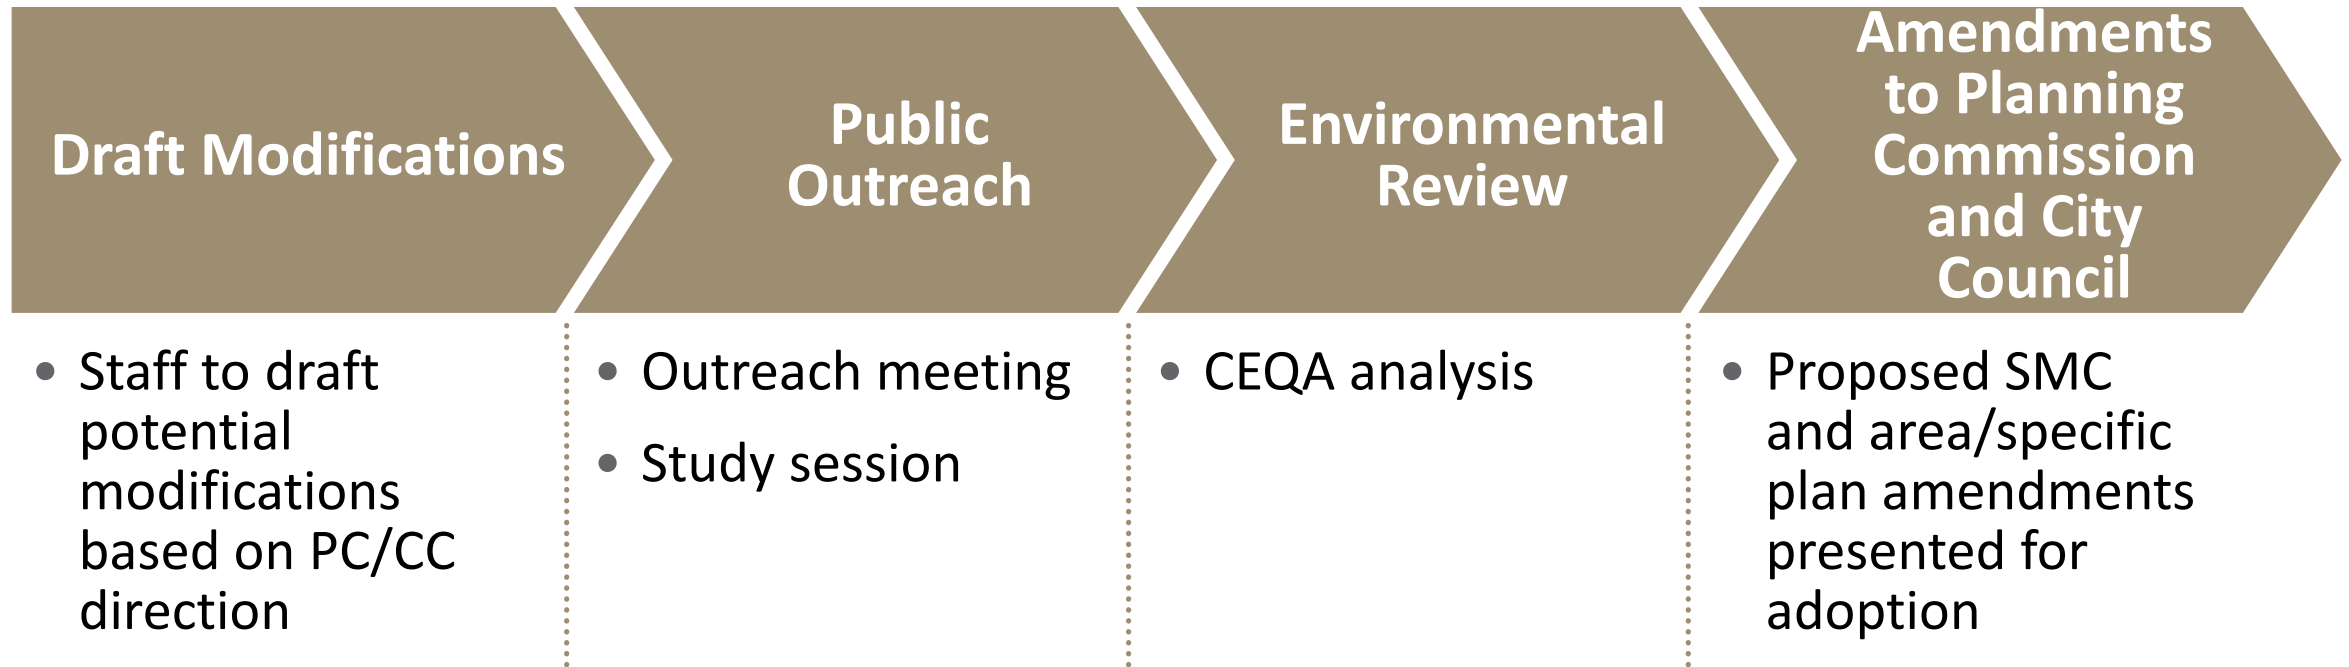 Draft Modifications
Public
Outreach
Environmental
Review
Amendments
to Planning
Commission
and City
Council
• Staff to draft
potential
modifications
based on PC/CC
direction
• Outreach meeting
• Study session
• CEQA analysis
• Proposed SMC
and area/specific
plan amendments
presented for
adoption